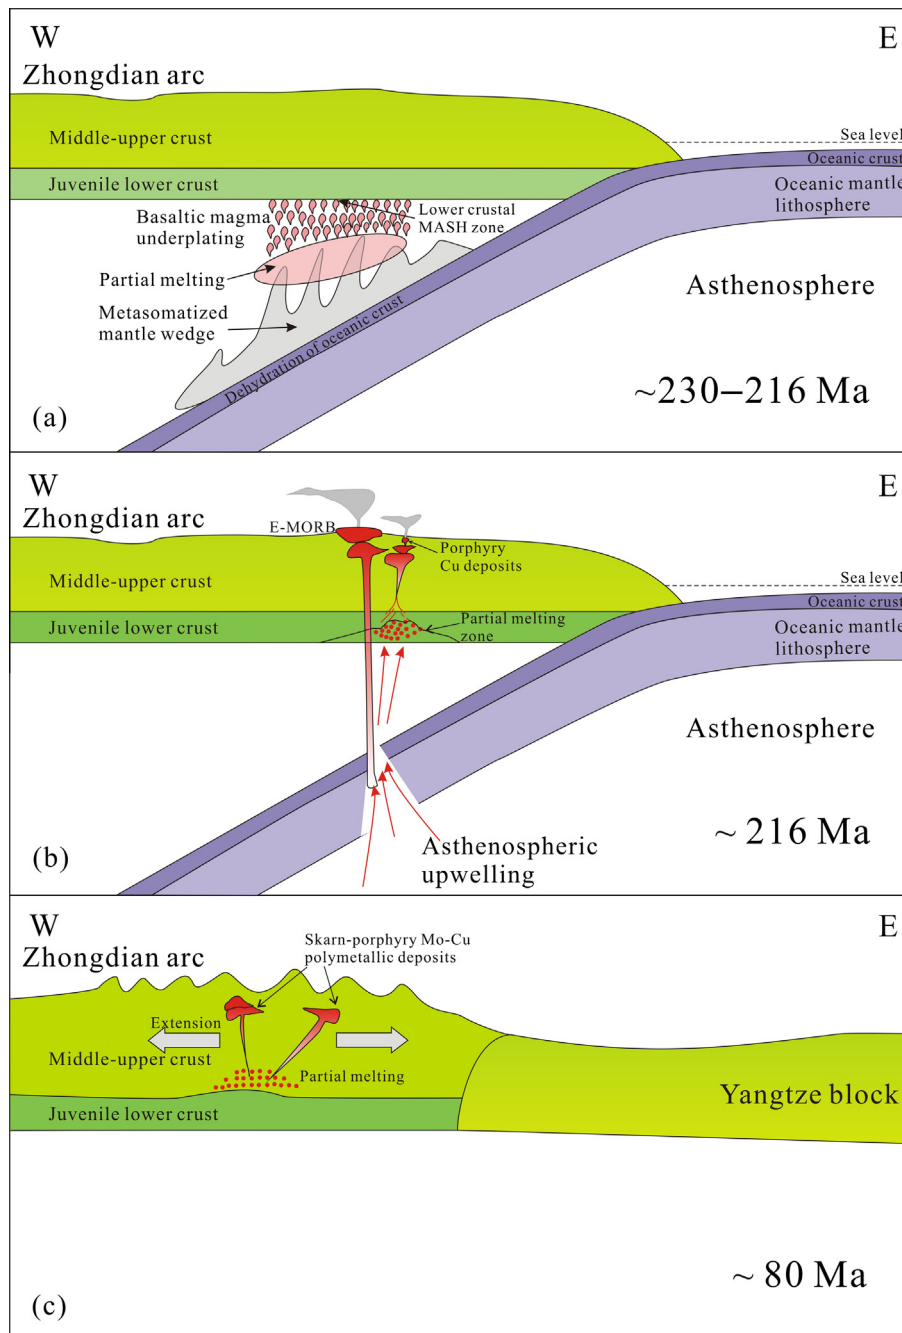 W
E
Zhongdian arc
Sea level
Middle-upper crust
Oceanic crust
Juvenile lower crust
Oceanic mantle
lithosphere
Basaltic magma
underplating
Lower crustal
MASH zone
Partial melting
Metasomatized
mantle wedge
Asthenosphere
Dehydration of oceanic crust
~230–216 Ma
(a)
W
E
Zhongdian arc
E-MORB
Porphyry
Cu deposits
Middle-upper crust
Sea level
Oceanic crust
Juvenile lower crust
Partial melting
zone
Oceanic mantle
lithosphere
Asthenosphere
Asthenospheric
upwelling
~ 216 Ma
(b)
W
E
Zhongdian arc
Skarn-porphyry Mo-Cu
polymetallic deposits
Extension
Middle-upper crust
Partial melting
Juvenile lower crust
Yangtze block
~ 80 Ma
(c)